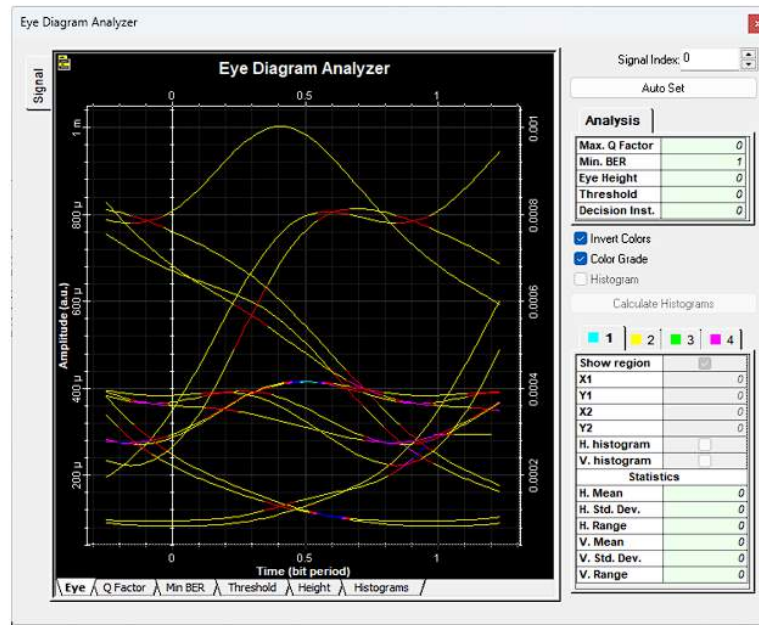 Eye Diagram Analyzer
Signal
Eye Diagram Analyzer
0 0.5 1
1 m
800 µ
600 µ
400 µ
200 µ
Amplitude (a.u.)
0.001
0.0008
0.0006
0.0004
0.0002
0 0.5 1
Time (bit period)
Eye Q Factor Min BER Threshold Height Histograms
Signal Index: 0
Auto Set
Analysis
Max. Q Factor 0
Min. BER 1
Eye Height 0
Threshold 0
Decision Inst. 0
Invert Colors
Color Grade
Histogram
Calculate Histograms
1 2 3 4
Show region
X1 0
Y1 0
X2 0
Y2 0
H. histogram
V. histogram
Statistics
H. Mean 0
H. Std. Dev. 0
H. Range 0
V. Mean 0
V. Std. Dev. 0
V. Range 0